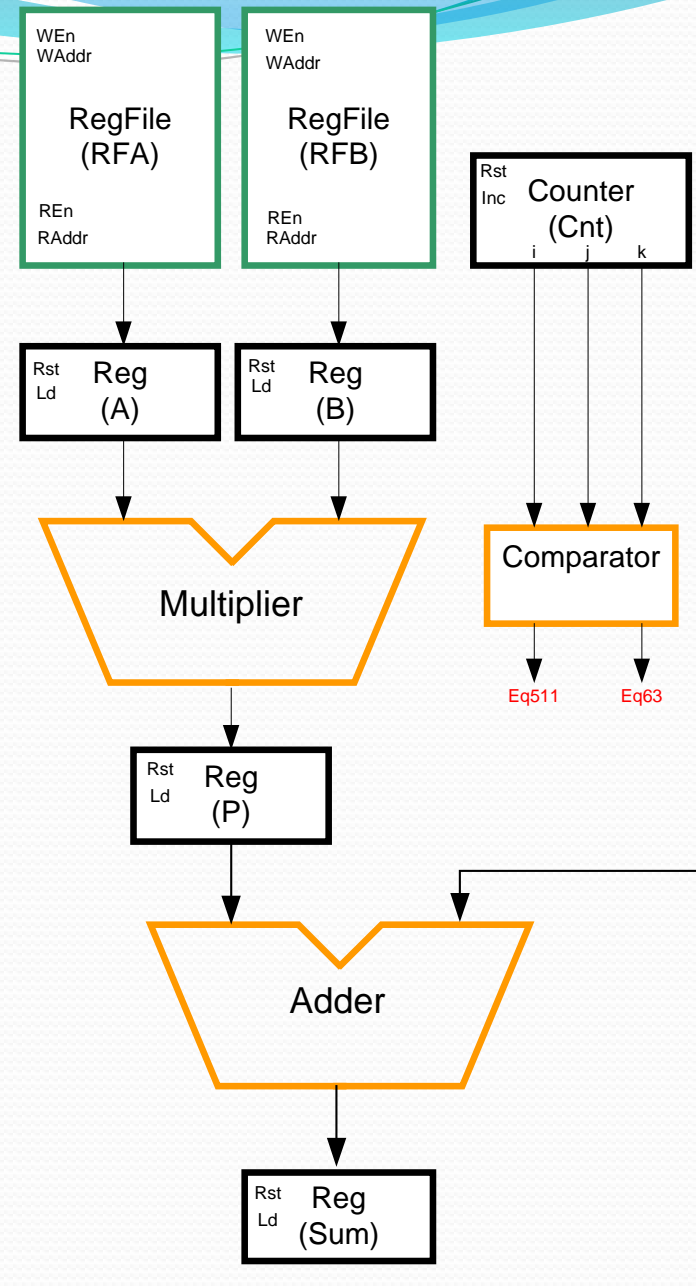 WEn
WAddr
RegFile
(RFA)
REn
RAddr
WEn
WAddr
RegFile
(RFB)
REn
RAddr
Rst
Inc
Counter
(Cnt)
i
j
k
Rst
Ld
Reg
(A)
Rst
Ld
Reg
(B)
Multiplier
Comparator
Eq511
Eq63
Rst
Ld
Reg
(P)
Adder
Rst
Ld
Reg
(Sum)